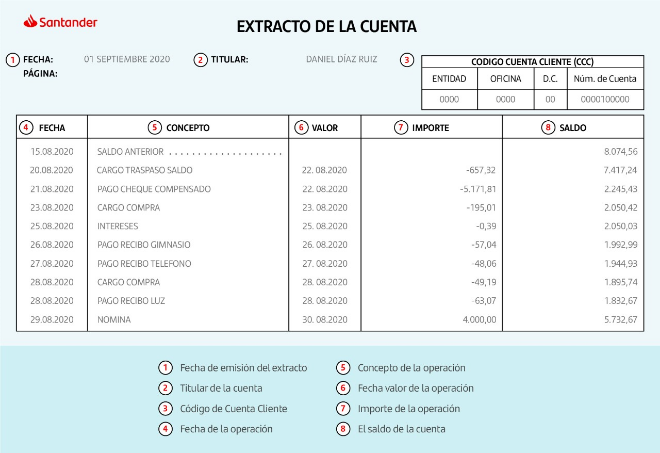 Santander
EXTRACTO DE LA CUENTA
1 FECHA: 01 SEPTIEMBRE 2020 2 TITULAR: DANIEL DÍAZ RUIZ 3
PÁGINA:
CODIGO CUENTA CLIENTE (CCC)
ENTIDAD OFICINA D.C. Núm. de Cuenta
0000 0000 00 0000100000
4 FECHA 5 CONCEPTO 6 VALOR 7 IMPORTE 8 SALDO
15.08.2020 SALDO ANTERIOR . . . . . . . . . . . . . . . . . . . . 8.074,56
20.08.2020 CARGO TRASPASO SALDO 22. 08.2020 -657,32 7.417,24
21.08.2020 PAGO CHEQUE COMPENSADO 22. 08.2020 -5.171,81 2.245,43
23.08.2020 CARGO COMPRA 23. 08.2020 -195,01 2.050,42
25.08.2020 INTERESES 25. 08.2020 -0,39 2.050,03
26.08.2020 PAGO RECIBO GIMNASIO 26. 08.2020 -57,04 1.992,99
27.08.2020 PAGO RECIBO TELEFONO 27. 08.2020 -48,06 1.944,93
28.08.2020 CARGO COMPRA 28. 08.2020 -49,19 1.895,74
28.08.2020 PAGO RECIBO LUZ 28. 08.2020 -63,07 1.832,67
29.08.2020 NOMINA 30. 08.2020 4.000,00 5.732,67
1 Fecha de emisión del extracto
2 Titular de la cuenta
3 Código de Cuenta Cliente
4 Fecha de la operación
5 Concepto de la operación
6 Fecha valor de la operación
7 Importe de la operación
8 El saldo de la cuenta